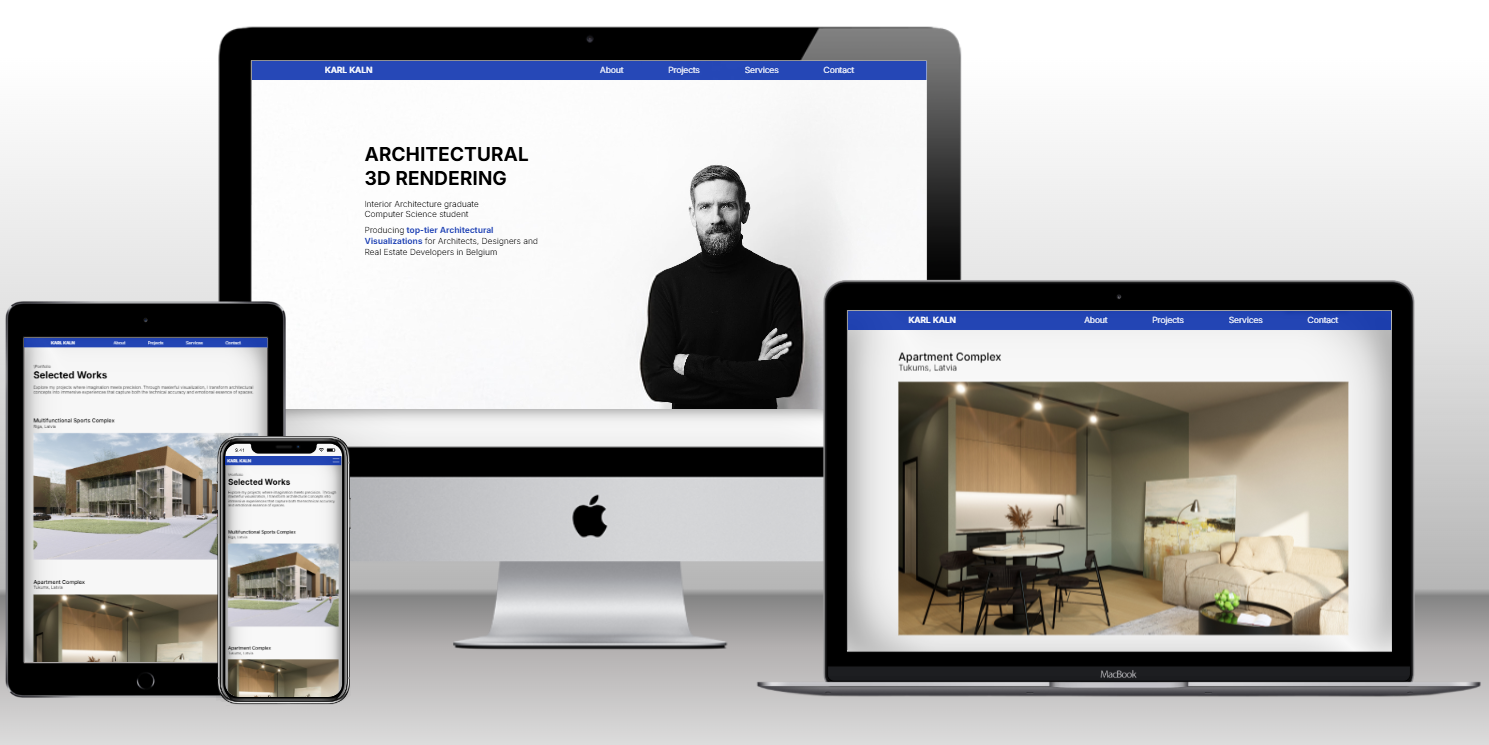 KARL KALN
About
Projects
Services
Contact
ARCHITECTURAL
3D RENDERING
Interior Architecture graduate
Computer Science student
Producing top-tier Architectural
Visualizations for Architects, Designers and
Real Estate Developers in Belgium
KARL KALN
About
Projects
Services
Contact
Portfolio
Selected Works
Explore my projects where imagination meets precision. Through masterful visualization, I transform architectural
concepts into immersive experiences that capture both the technical accuracy and emotional essence of spaces.
Multifunctional Sports Complex
Riga, Latvia
Apartment Complex
Tukums, Latvia
9:41
KARL KALN
Portfolio
Selected Works
Explore my projects where imagination meets precision. Through
masterful visualization, I transform architectural concepts into
immersive experiences that capture both the technical accuracy
and emotional essence of spaces.
Multifunctional Sports Complex
Riga, Latvia
Apartment Complex
Tukums, Latvia
KARL KALN
About
Projects
Services
Contact
Apartment Complex
Tukums, Latvia
MacBook